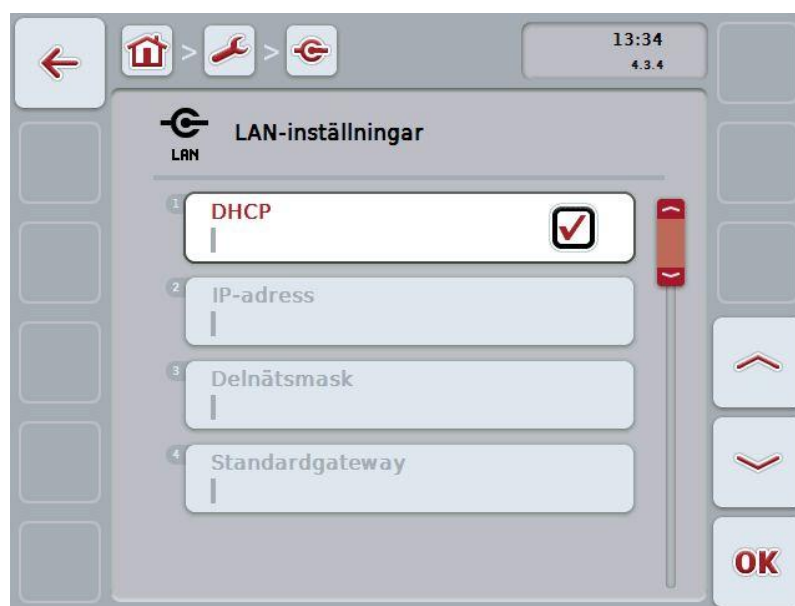 13:34
4.3.4
LAN
LAN-inställningar
1
DHCP
2
IP-adress
3
Delnätsmask
4
Standardgateway
OK